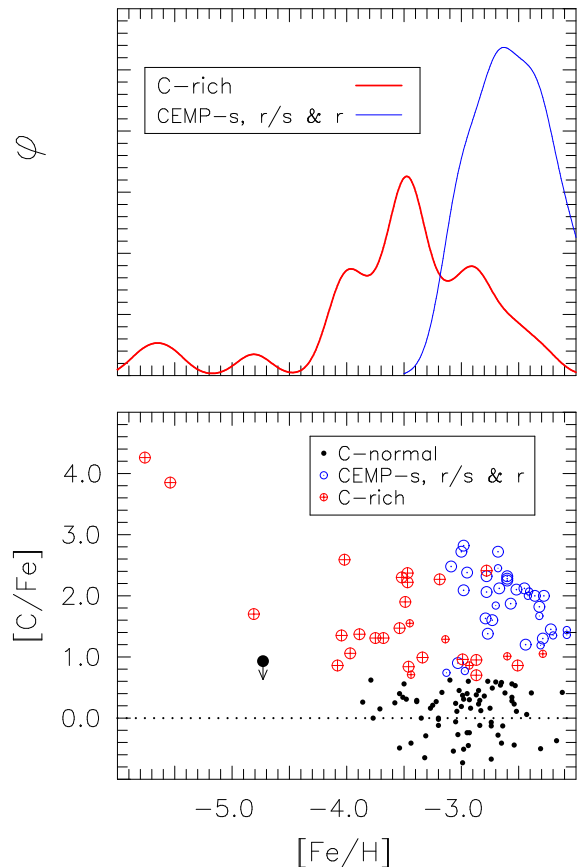 φ
C-rich
CEMP-s, r/s & r
[C/Fe]
4.0
3.0
2.0
1.0
0.0
C-normal
CEMP-s, r/s & r
C-rich
−5.0 −4.0 −3.0
[Fe/H]